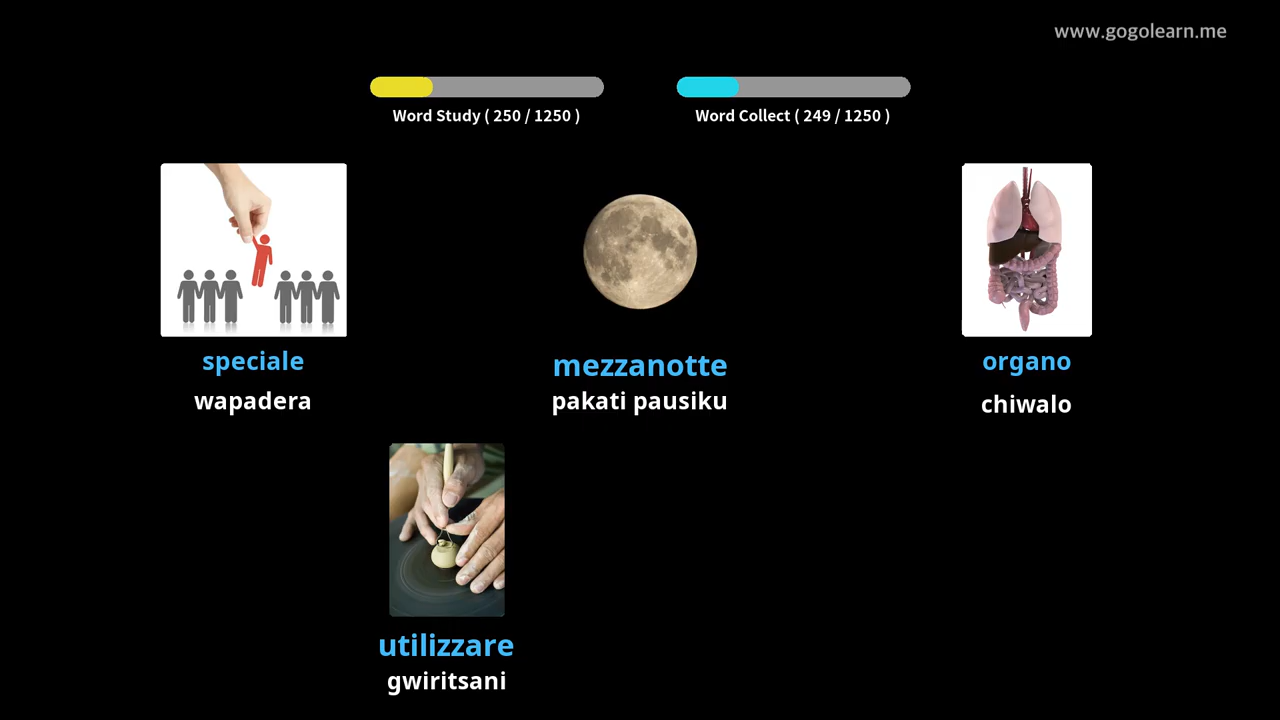 www.gogolearn.me
Word Study ( 250 / 1250 )
Word Collect ( 249 / 1250 )
speciale
wapadera
mezzanotte
pakati pausiku
organo
chiwalo
utilizzare
gwiritsani